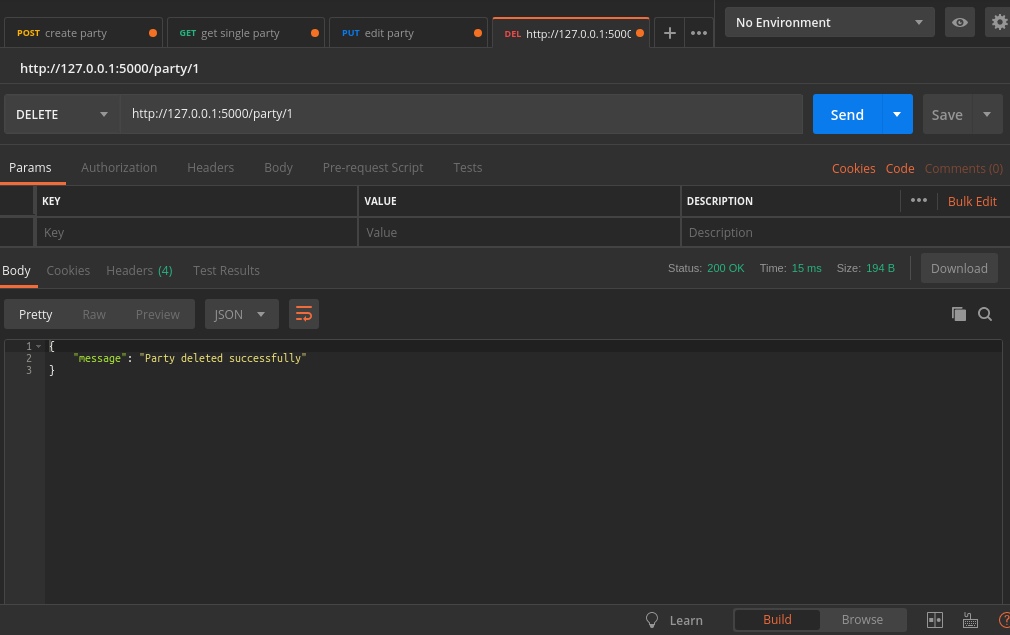 POST create party GET get single party PUT edit party DEL http://127.0.0.1:5000 + ••• No Environment
http://127.0.0.1:5000/party/1
DELETE http://127.0.0.1:5000/party/1 Send Save
Params Authorization Headers Body Pre-request Script Tests Cookies Code Comments (0)
KEY VALUE DESCRIPTION ••• Bulk Edit
Key Value Description
Body Cookies Headers (4) Test Results Status: 200 OK Time: 15 ms Size: 194 B Download
Pretty Raw Preview JSON
1 {
2 "message": "Party deleted successfully"
3 }
Learn Build Browse ?